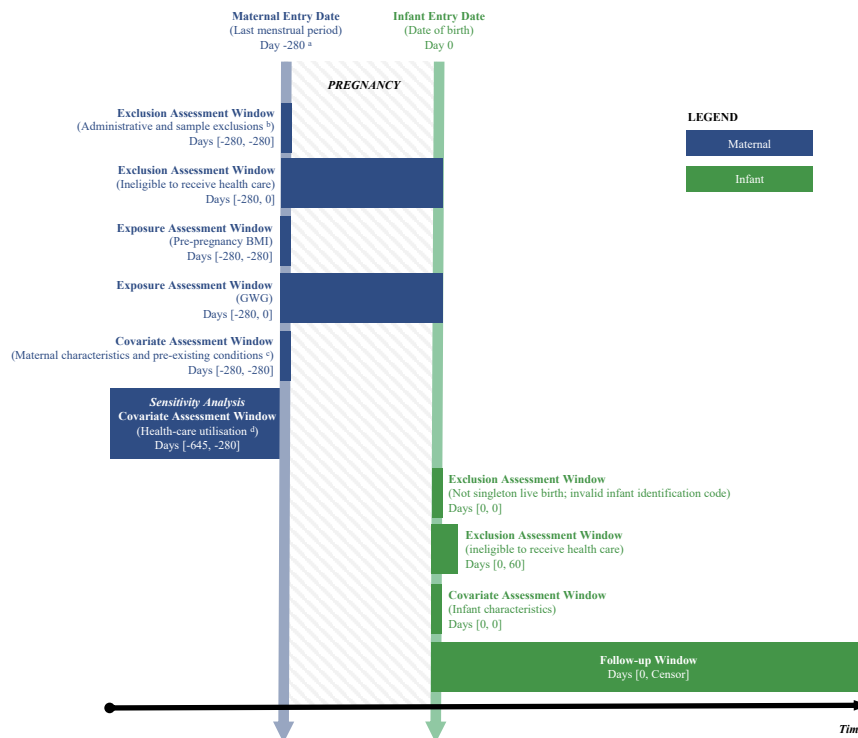 Maternal Entry Date
(Last menstrual period)
Day -280 ᵃ
Infant Entry Date
(Date of birth)
Day 0
PREGNANCY
Exclusion Assessment Window
(Administrative and sample exclusions ᵇ)
Days [-280, -280]
LEGEND
Maternal
Infant
Exclusion Assessment Window
(Ineligible to receive health care)
Days [-280, 0]
Exposure Assessment Window
(Pre-pregnancy BMI)
Days [-280, -280]
Exposure Assessment Window
(GWG)
Days [-280, 0]
Covariate Assessment Window
(Maternal characteristics and pre-existing conditions ᶜ)
Days [-280, -280]
Sensitivity Analysis
Covariate Assessment Window
(Health-care utilisation ᵈ)
Days [-645, -280]
Exclusion Assessment Window
(Not singleton live birth; invalid infant identification code)
Days [0, 0]
Exclusion Assessment Window
(ineligible to receive health care)
Days [0, 60]
Covariate Assessment Window
(Infant characteristics)
Days [0, 0]
Follow-up Window
Days [0, Censor]